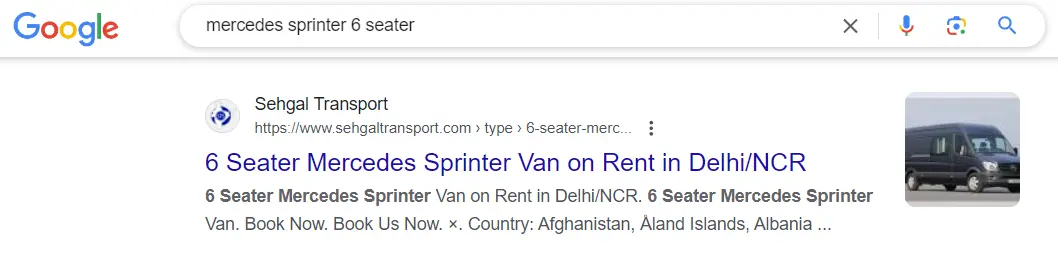 Google
mercedes sprinter 6 seater
Sehgal Transport
https://www.sehgaltransport.com › type › 6-seater-merc...
6 Seater Mercedes Sprinter Van on Rent in Delhi/NCR
6 Seater Mercedes Sprinter Van on Rent in Delhi/NCR. 6 Seater Mercedes Sprinter
Van. Book Now. Book Us Now. ×. Country: Afghanistan, Åland Islands, Albania ...